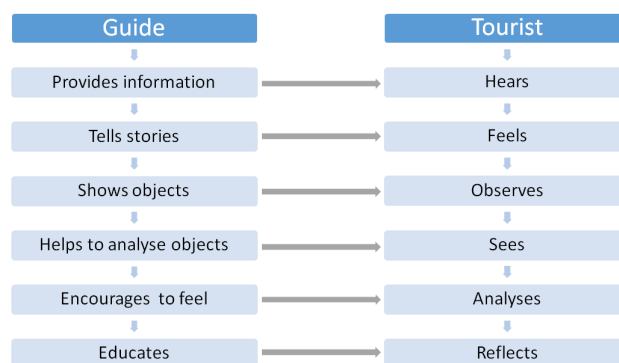 Guide
Tourist
Provides information
Hears
Tells stories
Feels
Shows objects
Observes
Helps to analyse objects
Sees
Encourages to feel
Analyses
Educates
Reflects